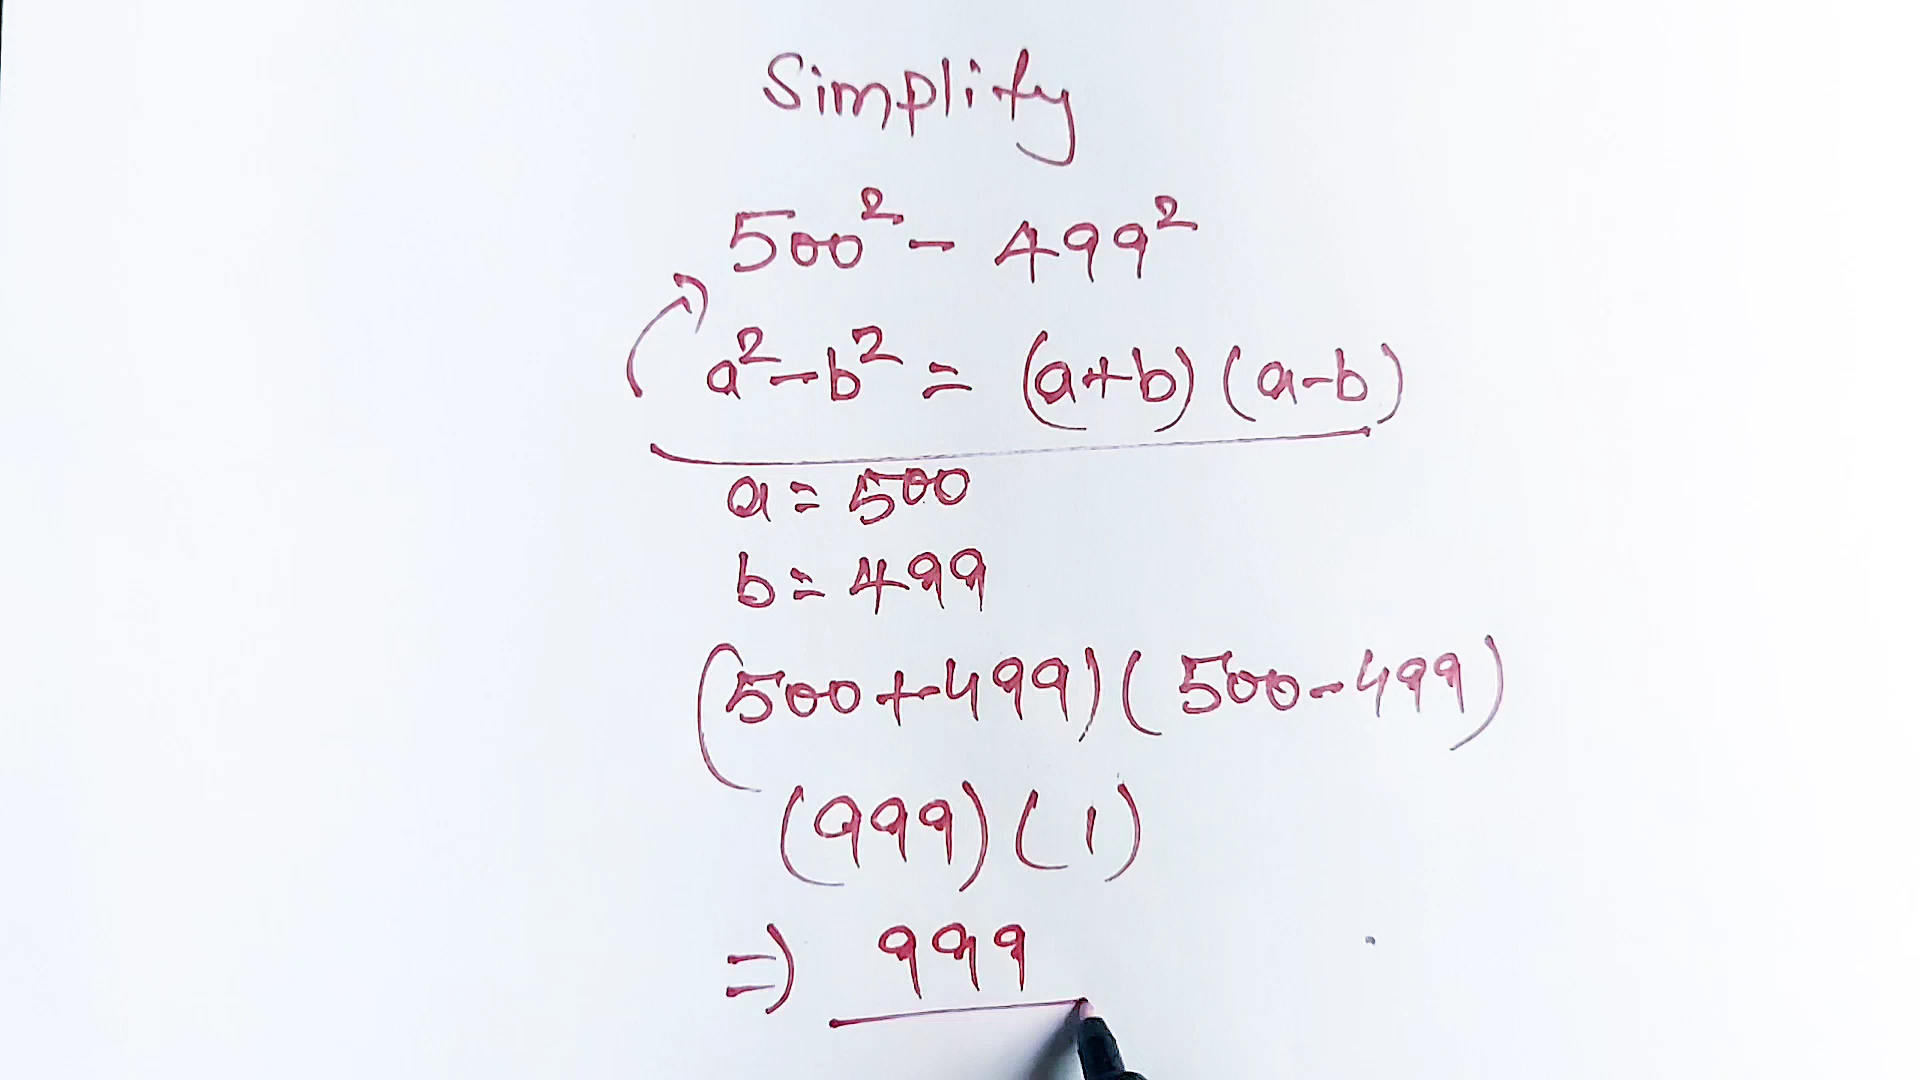 Simplify
500² - 499²
a² - b² = (a+b) (a-b)
a = 500
b = 499
(500+499) (500-499)
(999) (1)
⇒ 999